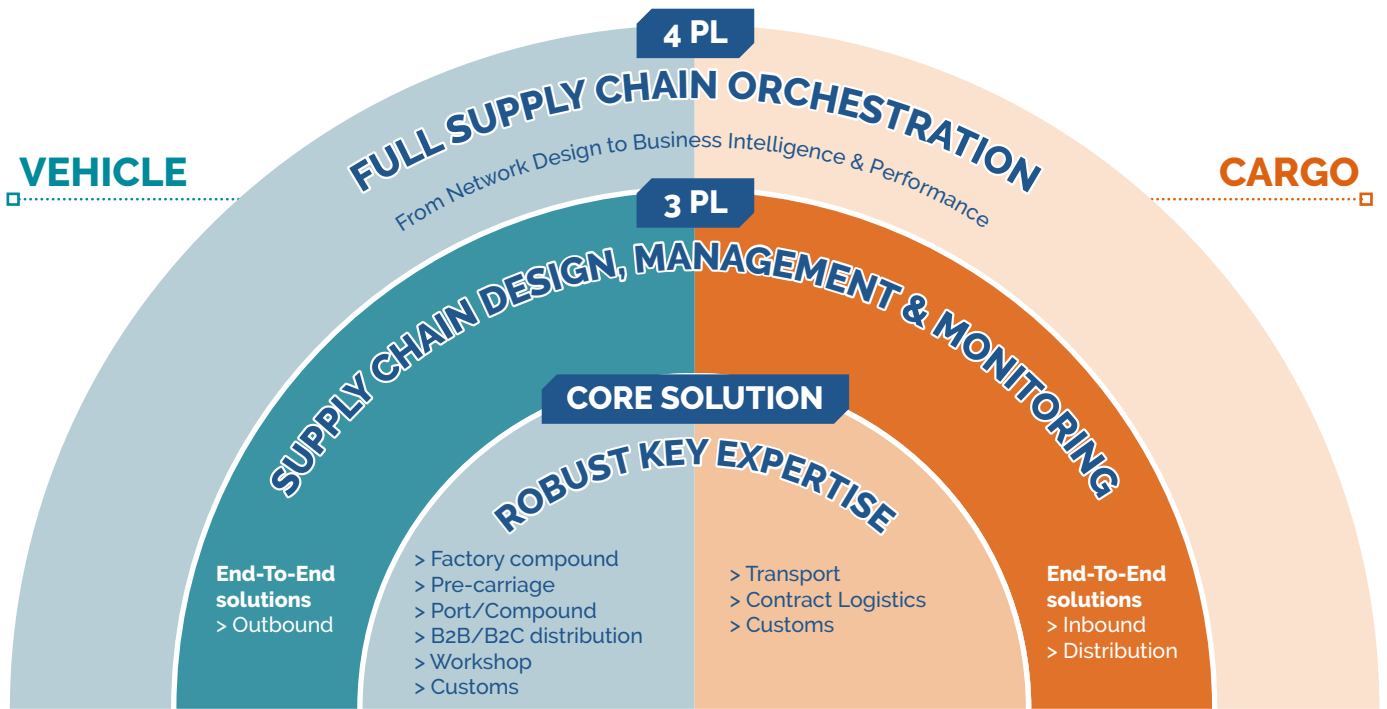 4 PL
FULL SUPPLY CHAIN ORCHESTRATION
From Network Design to Business Intelligence & Performance
VEHICLE
CARGO
3 PL
SUPPLY CHAIN DESIGN, MANAGEMENT & MONITORING
CORE SOLUTION
ROBUST KEY EXPERTISE
End-To-End
solutions
> Outbound
> Factory compound
> Pre-carriage
> Port/Compound
> B2B/B2C distribution
> Workshop
> Customs
> Transport
> Contract Logistics
> Customs
End-To-End
solutions
> Inbound
> Distribution